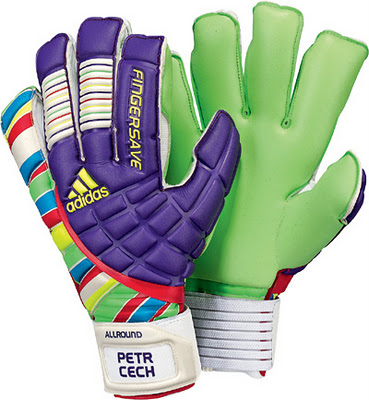 FINGERSAVE
adidas
ALLROUND
PETR
CECH